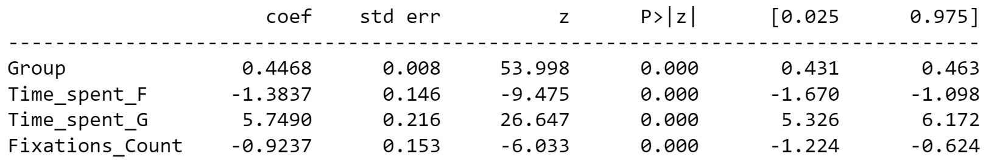 coef std err z P>|z| [0.025 0.975]
------------------------------------------------------------------------------------
Group 0.4468 0.008 53.998 0.000 0.431 0.463
Time_spent_F -1.3837 0.146 -9.475 0.000 -1.670 -1.098
Time_spent_G 5.7490 0.216 26.647 0.000 5.326 6.172
Fixations_Count -0.9237 0.153 -6.033 0.000 -1.224 -0.624